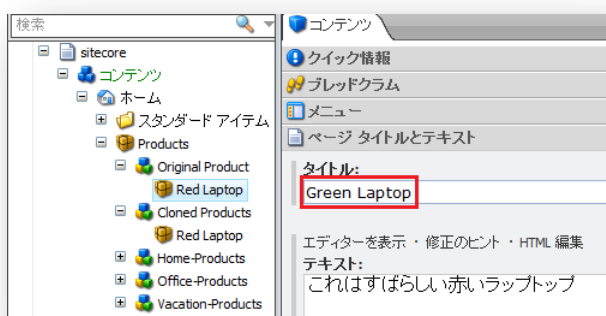 検索
sitecore
コンテンツ
ホーム
スタンダード アイテム
Products
Original Product
Red Laptop
Cloned Products
Red Laptop
Home-Products
Office-Products
Vacation-Products
コンテンツ
クイック情報
ブレッドクラム
メニュー
ページ タイトルとテキスト
タイトル:
Green Laptop
エディターを表示 ・ 修正のヒント ・ HTML 編集
テキスト:
これはすばらしい赤いラップトップ